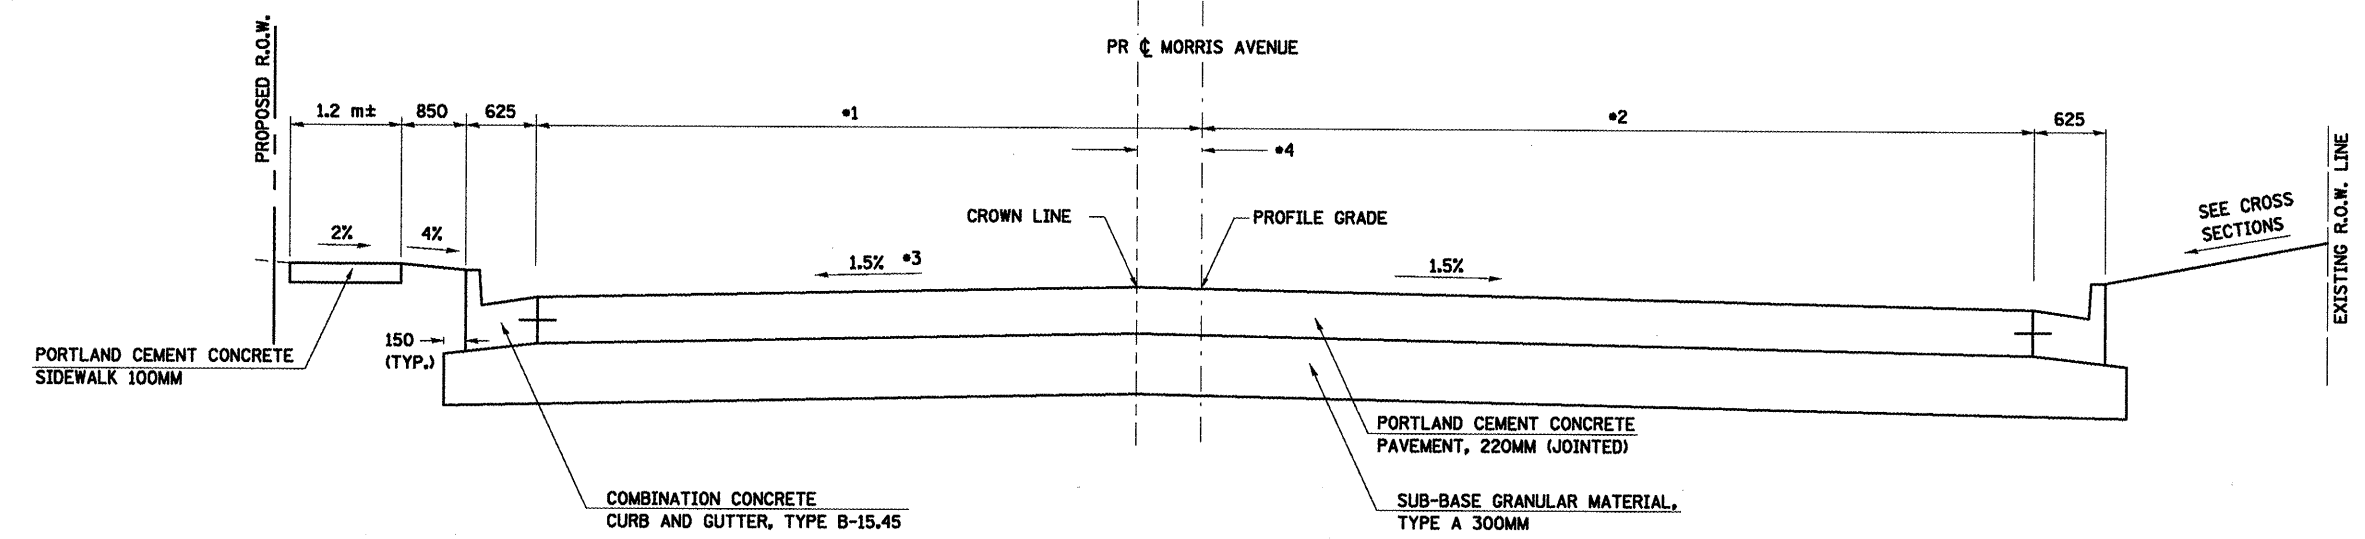 PR ℄ MORRIS AVENUE
PROPOSED R.O.W.
1.2 m±
850
625
•1
•2
625
•4
EXISTING R.O.W. LINE
CROWN LINE
PROFILE GRADE
SEE CROSS
SECTIONS
2%
4%
1.5% •3
1.5%
150
(TYP.)
PORTLAND CEMENT CONCRETE
SIDEWALK 100MM
PORTLAND CEMENT CONCRETE
PAVEMENT, 220MM (JOINTED)
COMBINATION CONCRETE
CURB AND GUTTER, TYPE B-15.45
SUB-BASE GRANULAR MATERIAL,
TYPE A 300MM